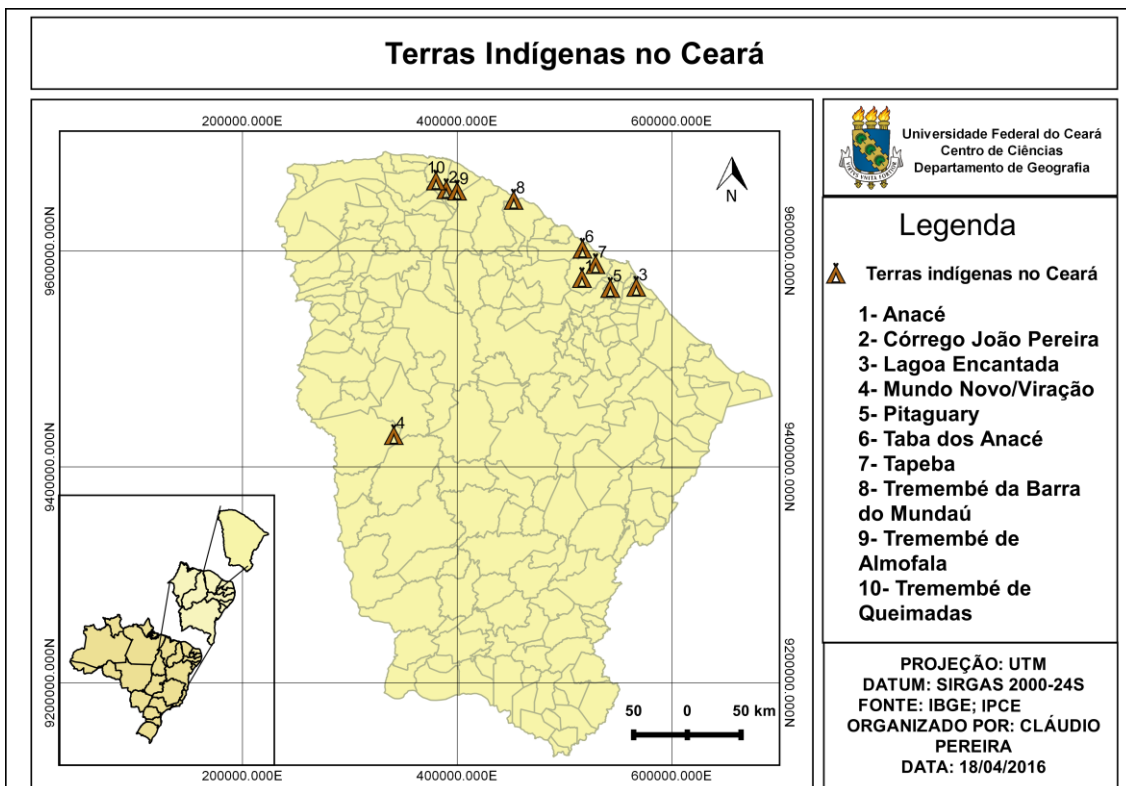 Terras Indígenas no Ceará
200000.000E
400000.000E
600000.000E
10
2
9
8
6
7
1
5
3
4
N
9600000.000N
9400000.000N
9200000.000N
9600000.000N
9400000.000N
9200000.000N
50 0 50 km
200000.000E
400000.000E
600000.000E
Universidade Federal do Ceará
Centro de Ciências
Departamento de Geografia
VIRTUS UNITA FORTIOR
Legenda
Terras indígenas no Ceará
1- Anacé
2- Córrego João Pereira
3- Lagoa Encantada
4- Mundo Novo/Viração
5- Pitaguary
6- Taba dos Anacé
7- Tapeba
8- Tremembé da Barra
do Mundaú
9- Tremembé de
Almofala
10- Tremembé de
Queimadas
PROJEÇÃO: UTM
DATUM: SIRGAS 2000-24S
FONTE: IBGE; IPCE
ORGANIZADO POR: CLÁUDIO
PEREIRA
DATA: 18/04/2016